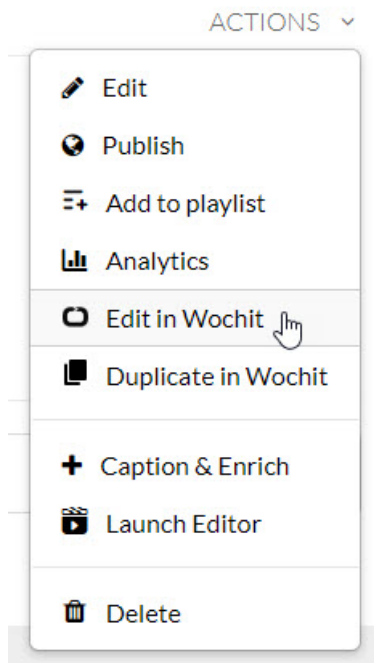 ACTIONS
Edit
Publish
Add to playlist
Analytics
Edit in Wochit
Duplicate in Wochit
Caption & Enrich
Launch Editor
Delete